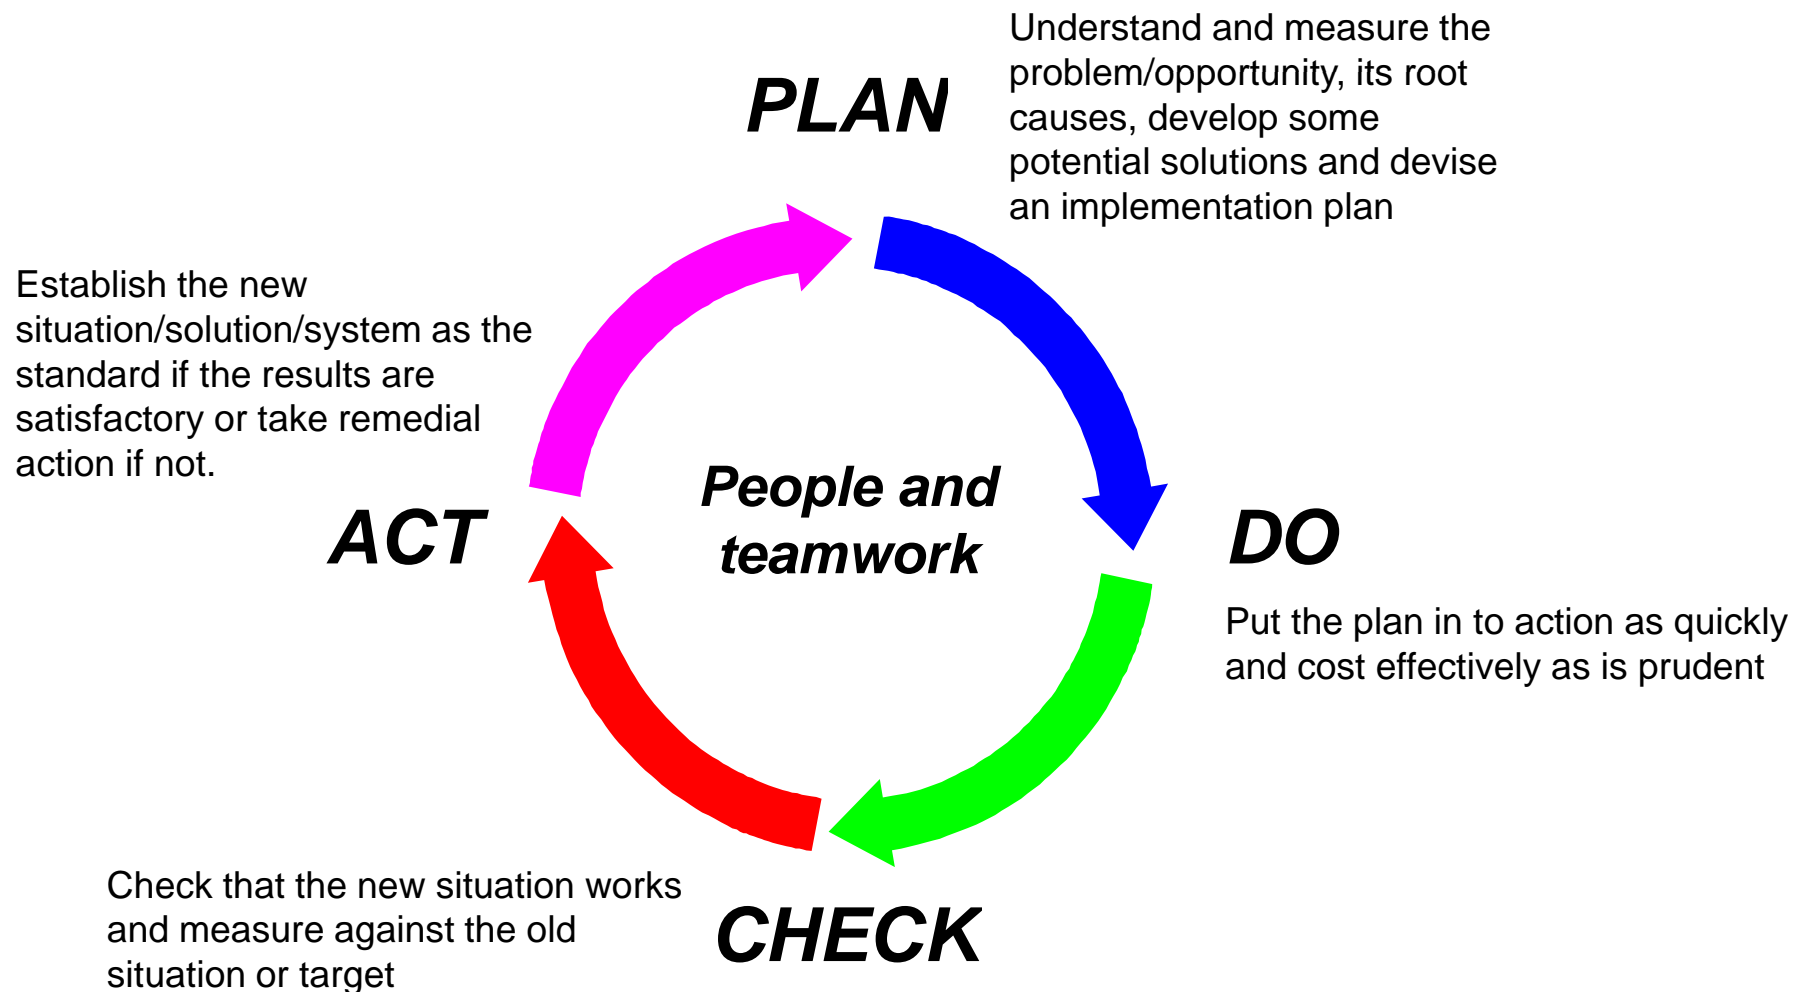 PLAN
Understand and measure the
problem/opportunity, its root
causes, develop some
potential solutions and devise
an implementation plan
Establish the new
situation/solution/system as the
standard if the results are
satisfactory or take remedial
action if not.
ACT
People and
teamwork
DO
Put the plan in to action as quickly
and cost effectively as is prudent
Check that the new situation works
and measure against the old
situation or target
CHECK